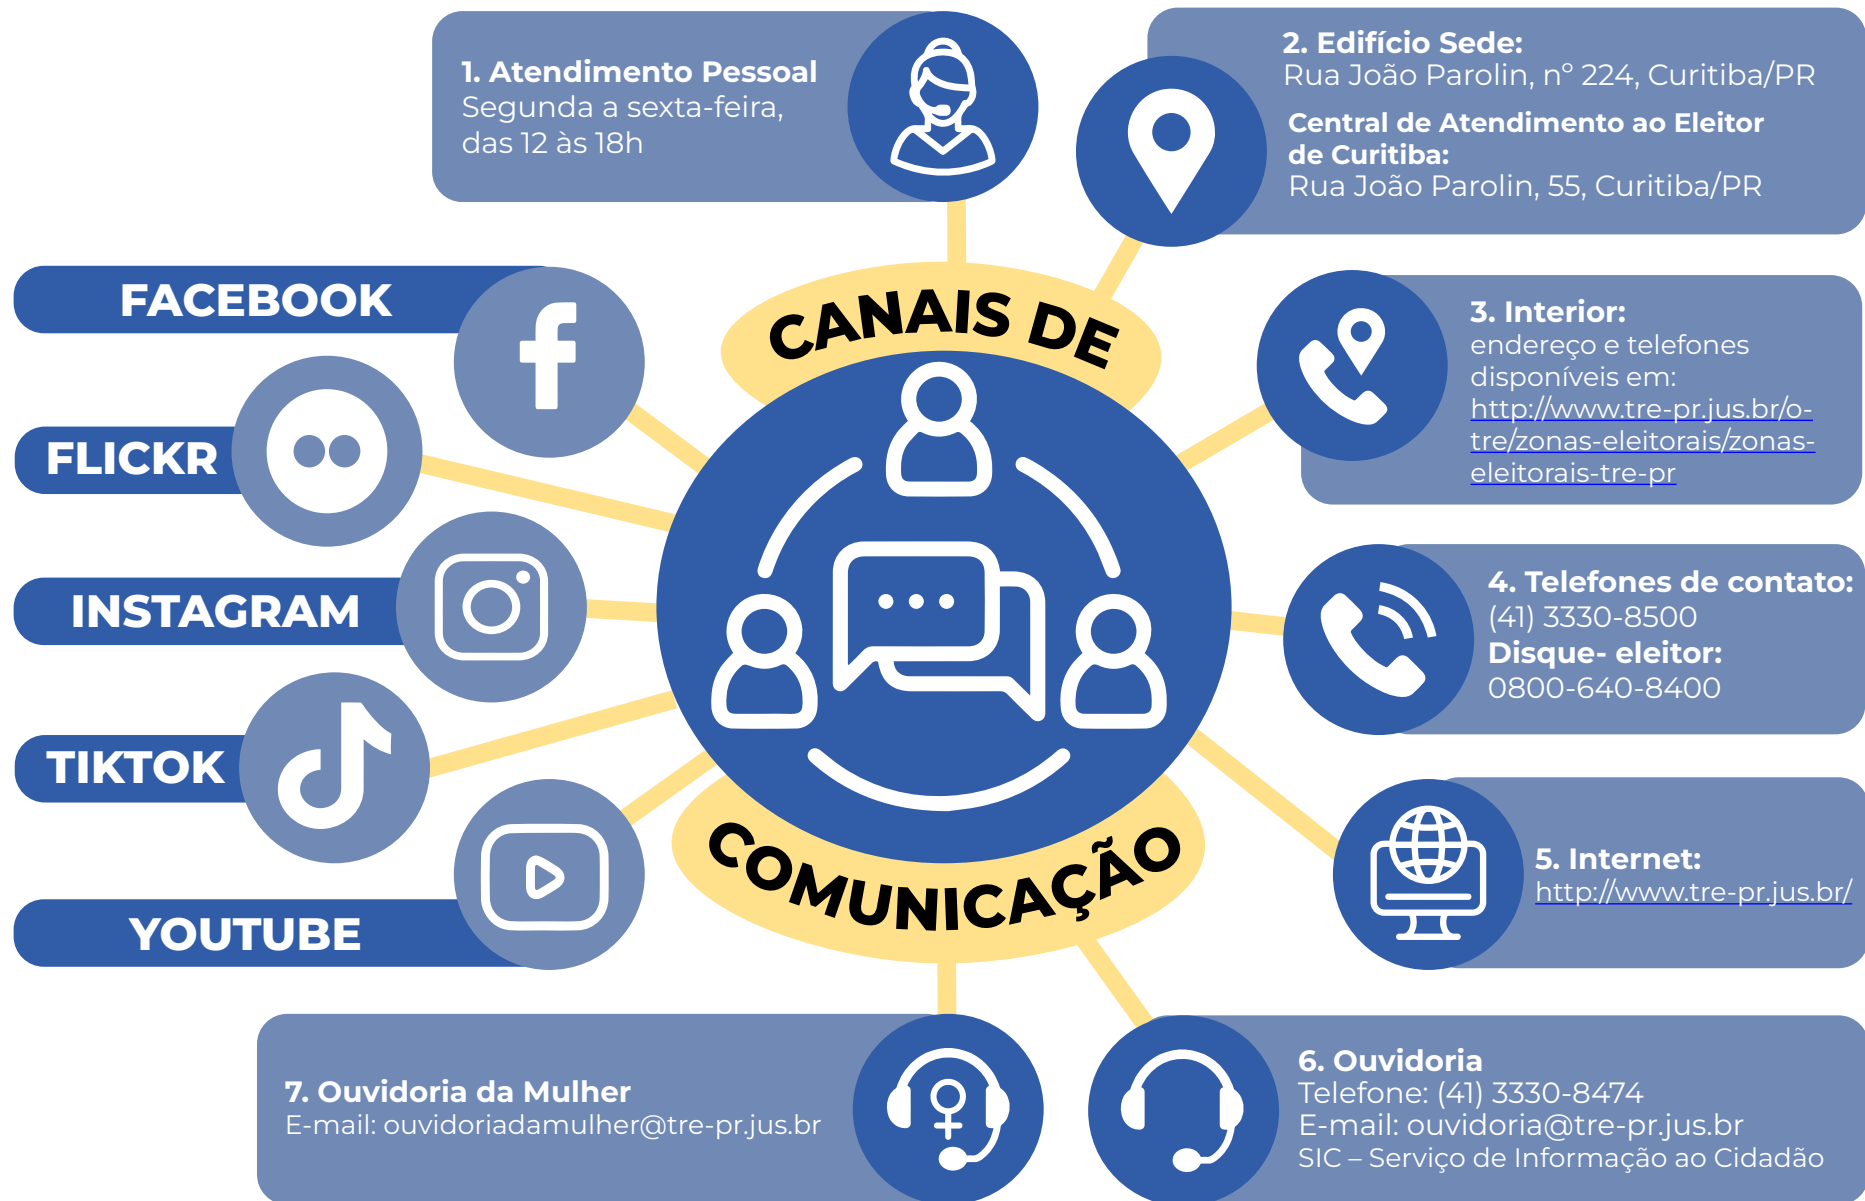 1. Atendimento Pessoal
Segunda a sexta-feira,
das 12 às 18h
2. Edifício Sede:
Rua João Parolin, nº 224, Curitiba/PR
Central de Atendimento ao Eleitor
de Curitiba:
Rua João Parolin, 55, Curitiba/PR
CANAIS DE
COMUNICAÇÃO
FACEBOOK
FLICKR
INSTAGRAM
TIKTOK
YOUTUBE
3. Interior:
endereço e telefones
disponíveis em:
http://www.tre-pr.jus.br/o-
tre/zonas-eleitorais/zonas-
eleitorais-tre-pr
4. Telefones de contato:
(41) 3330-8500
Disque- eleitor:
0800-640-8400
5. Internet:
http://www.tre-pr.jus.br/
6. Ouvidoria
Telefone: (41) 3330-8474
E-mail: ouvidoria@tre-pr.jus.br
SIC – Serviço de Informação ao Cidadão
7. Ouvidoria da Mulher
E-mail: ouvidoriadamulher@tre-pr.jus.br